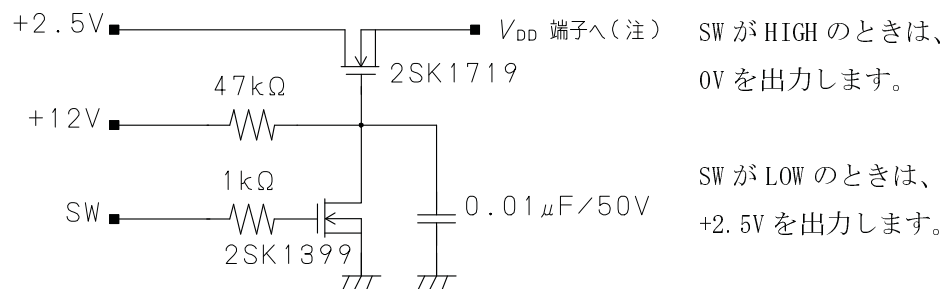 +2.5V
VDD 端子へ(注)
2SK1719
47kΩ
+12V
1kΩ
SW
2SK1399
0.01μF/50V
SW が HIGH のときは、
0V を出力します。
SW が LOW のときは、
+2.5V を出力します。